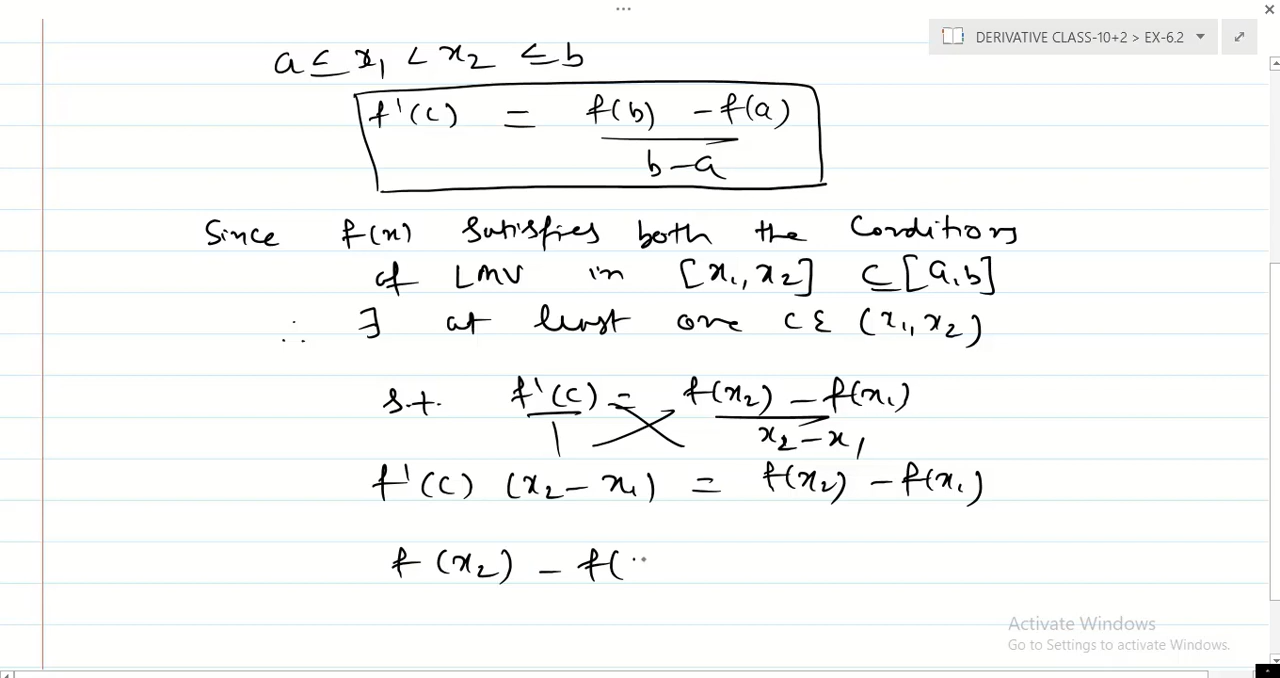 DERIVATIVE CLASS-10+2 > EX-6.2
a ≤ x₁ < x₂ ≤ b
f'(c) = f(b) - f(a) / b-a
Since f(x) satisfies both the Conditions
of LMV in [x₁, x₂] ⊆ [a,b]
∴ ∃ at least one c ε (x₁, x₂)
s.t. f'(c)/1 = f(x₂) - f(x₁) / x₂ - x₁
f'(c) (x₂ - x₁) = f(x₂) - f(x₁)
f(x₂) - f(
Activate Windows
Go to Settings to activate Windows.